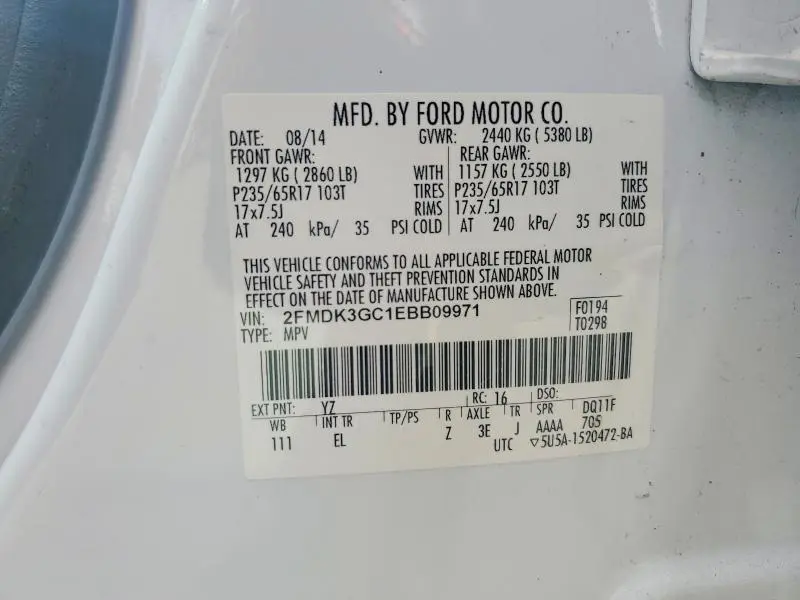 MFD. BY FORD MOTOR CO.
DATE: 08/14 GVWR: 2440 KG ( 5380 LB)
FRONT GAWR: REAR GAWR:
1297 KG ( 2860 LB) WITH 1157 KG ( 2550 LB) WITH
P235/65R17 103T TIRES P235/65R17 103T TIRES
17x7.5J RIMS 17x7.5J RIMS
AT 240 kPa/ 35 PSI COLD AT 240 kPa/ 35 PSI COLD
THIS VEHICLE CONFORMS TO ALL APPLICABLE FEDERAL MOTOR
VEHICLE SAFETY AND THEFT PREVENTION STANDARDS IN
EFFECT ON THE DATE OF MANUFACTURE SHOWN ABOVE.
VIN: 2FMDK3GC1EBB09971 F0194
TYPE: MPV T0298
EXT PNT: YZ RC: 16 DSO:
WB INT TR TP/PS R AXLE TR SPR DQ11F
111 EL Z 3E J AAAA 705
UTC ▽5U5A-1520472-BA